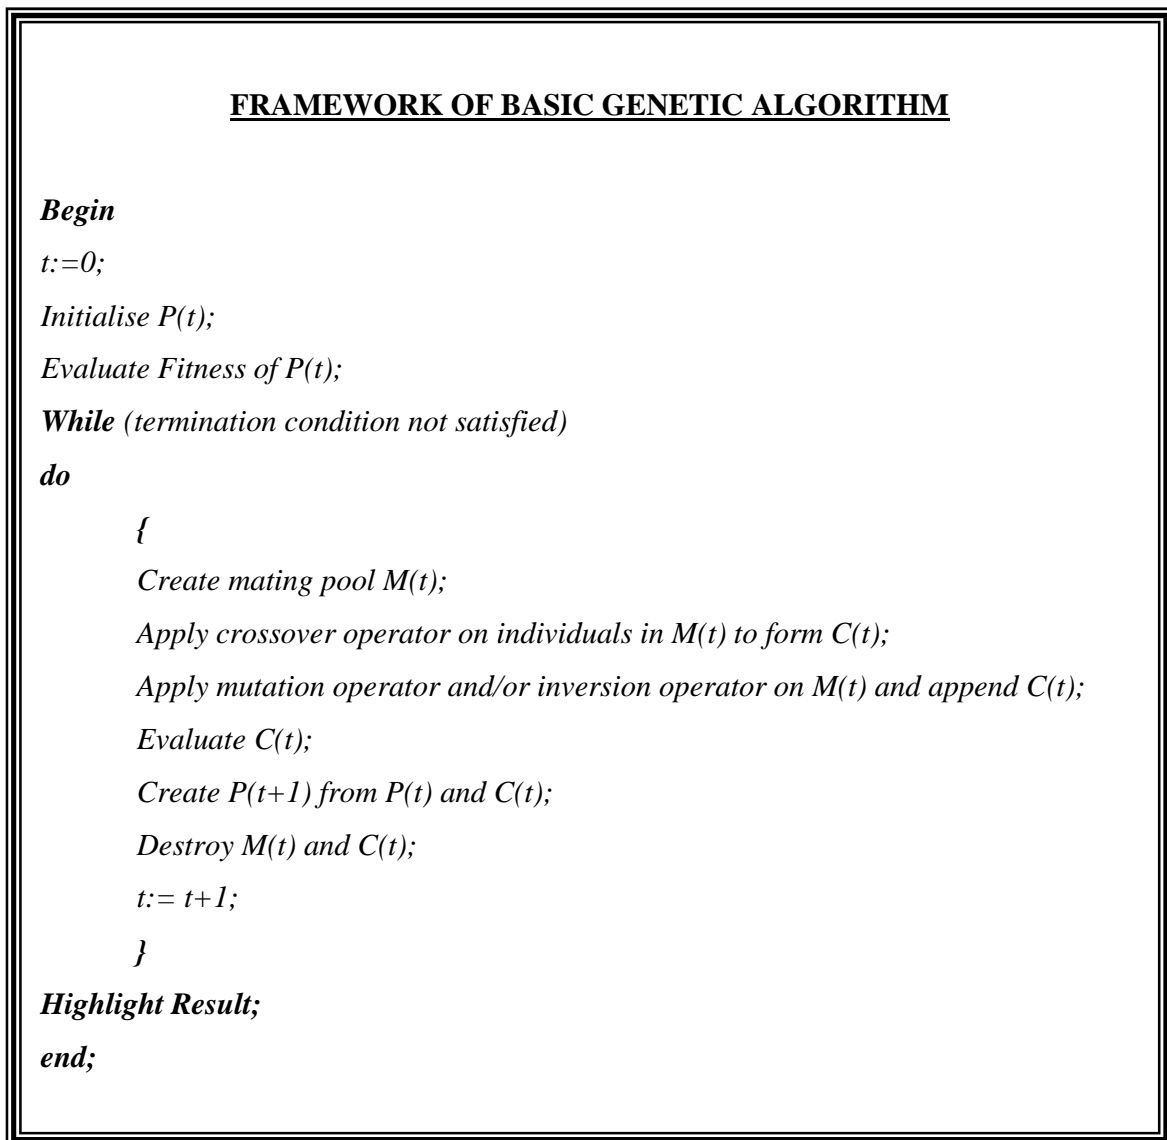 FRAMEWORK OF BASIC GENETIC ALGORITHM
Begin
t:=0;
Initialise P(t);
Evaluate Fitness of P(t);
While (termination condition not satisfied)
do
{
Create mating pool M(t);
Apply crossover operator on individuals in M(t) to form C(t);
Apply mutation operator and/or inversion operator on M(t) and append C(t);
Evaluate C(t);
Create P(t+1) from P(t) and C(t);
Destroy M(t) and C(t);
t:= t+1;
}
Highlight Result;
end;